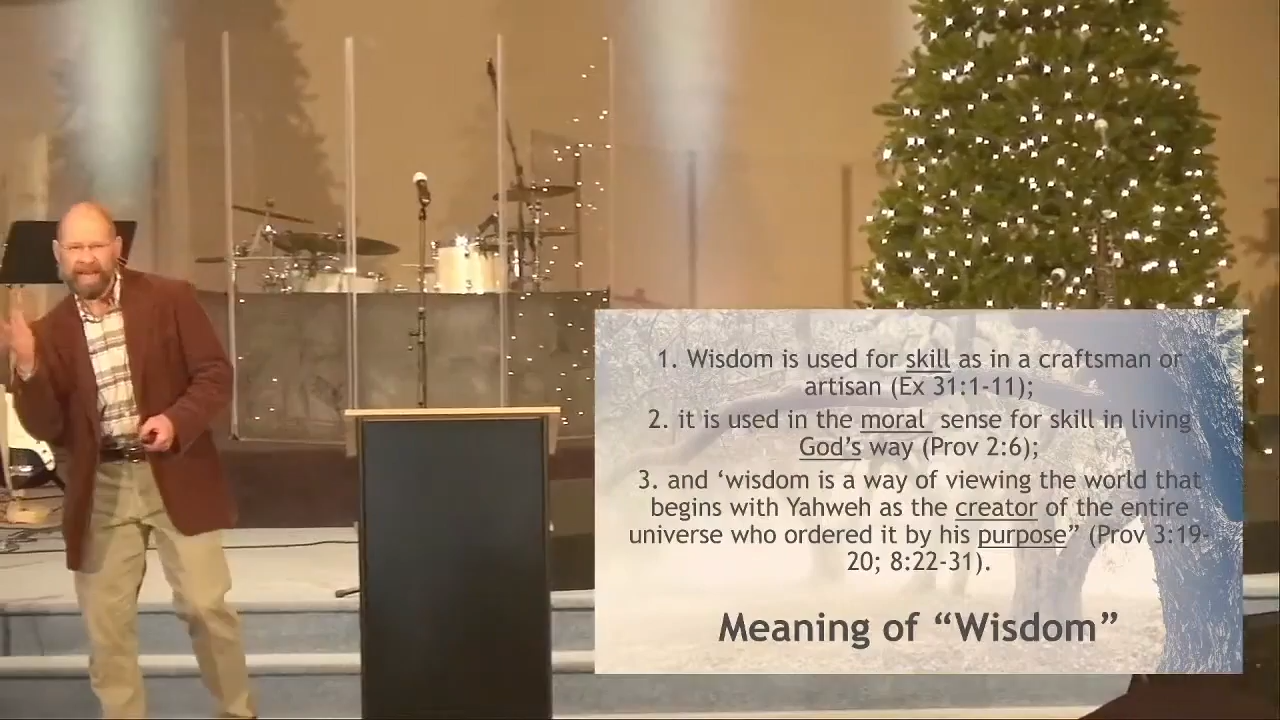 1. Wisdom is used for skill as in a craftsman or
artisan (Ex 31:1-11);
2. it is used in the moral  sense for skill in living
God’s way (Prov 2:6);
3. and ‘wisdom is a way of viewing the world that
begins with Yahweh as the creator of the entire
universe who ordered it by his purpose” (Prov 3:19-
20; 8:22-31).
Meaning of “Wisdom”